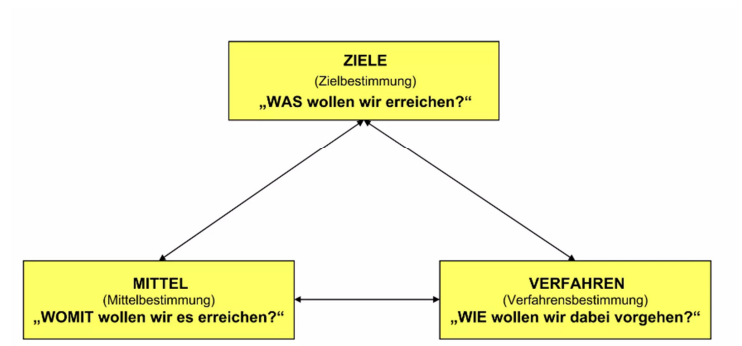 ZIELE
(Zielbestimmung)
„WAS wollen wir erreichen?“
MITTEL
(Mittelbestimmung)
„WOMIT wollen wir es erreichen?“
VERFAHREN
(Verfahrensbestimmung)
„WIE wollen wir dabei vorgehen?“